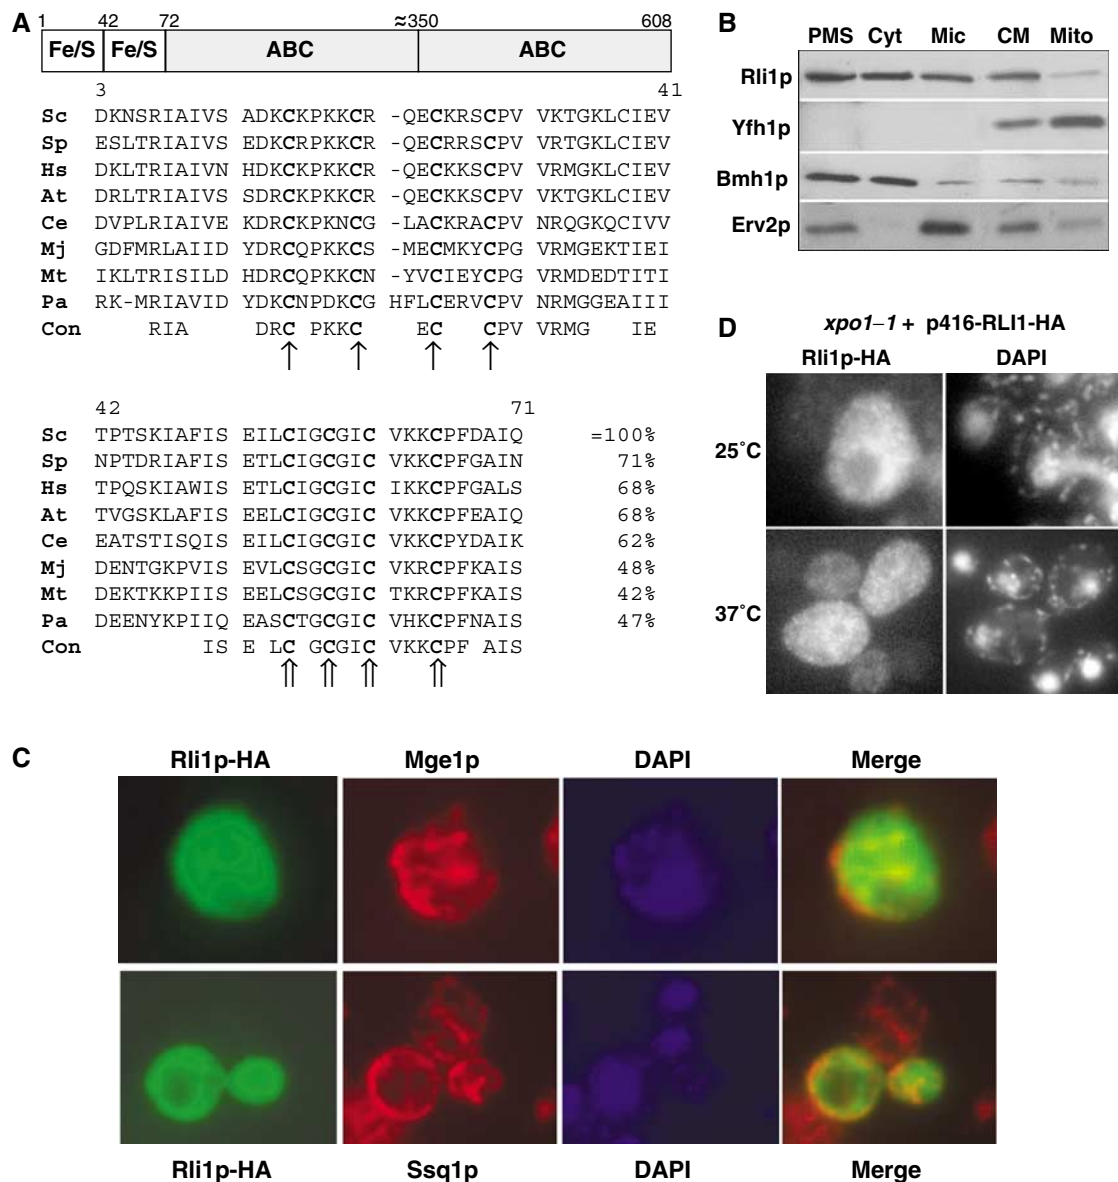 A
1 42 72 ≈350 608
Fe/S Fe/S ABC ABC
3 41
Sc DKNSRIAIVS ADKCKPKKCR -QECKRSCPV VKTGKLCIEV
Sp ESLTRIAIVS EDKCRPKKCR -QECRRSCPV VRTGKLCIEV
Hs DKLTRIAIVN HDKCKPKKCR -QECKKSCPV VRMGKLCIEV
At DRLTRIAIVS SDRCKPKKCR -QECKKSCPV VKTGKLCIEV
Ce DVPLRIAIVE KDRCKPKNCG -LACKRACPV NRQGKQCIVV
Mj GDFMRLAIID YDRCQPKKCS -MECMKYCPG VRMGEKTIEI
Mt IKLTRISILD HDRCQPKKCN -YVCIEYCPG VRMDEDTITI
Pa RK-MRIAVID YDKCNPDKCG HFLCERVCPV NRMGGEAIII
Con RIA DRC PKKC EC CPV VRMG IE
↑ ↑ ↑ ↑
42 71
Sc TPTSKIAFIS EILCIGCGIC VKKCPFDAIQ =100%
Sp NPTDRIAFIS ETLCIGCGIC VKKCPFGAIN 71%
Hs TPQSKIAWIS ETLCIGCGIC IKKCPFGALS 68%
At TVGSKLAFIS EELCIGCGIC VKKCPFEAIQ 68%
Ce EATSTISQIS EILCIGCGIC VKKCPYDAIK 62%
Mj DENTGKPVIS EVLCSGCGIC VKRCPFKAIS 48%
Mt DEKTKKPIIS EELCSGCGIC TKRCPFKAIS 42%
Pa DEENYKPIIQ EASCTGCGIC VHKCPFNAIS 47%
Con IS E LC GCGIC VKKCPF AIS
⇑ ⇑ ⇑ ⇑
B
PMS Cyt Mic CM Mito
Rli1p
Yfh1p
Bmh1p
Erv2p
D
xpo1–1 + p416-RLI1-HA
Rli1p-HA DAPI
25°C
37°C
C
Rli1p-HA Mge1p DAPI Merge
Rli1p-HA Ssq1p DAPI Merge